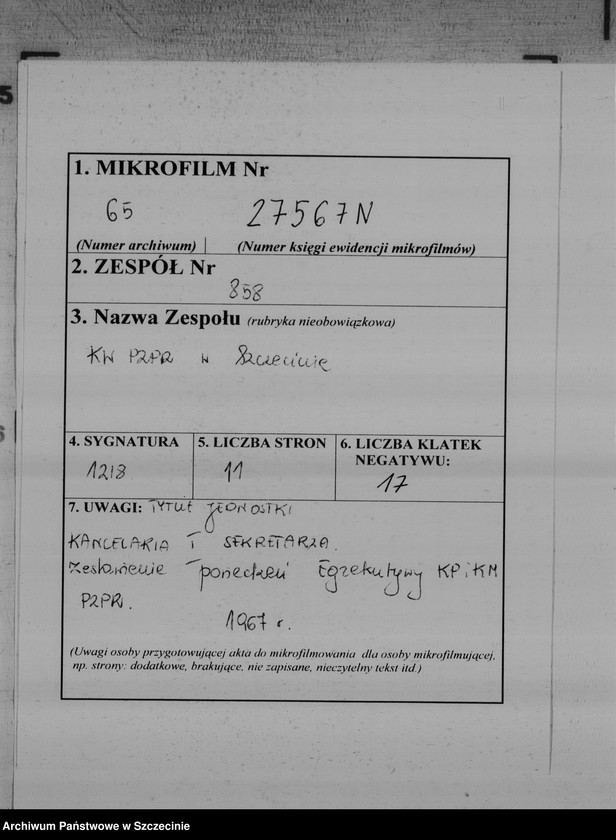 5
1. MIKROFILM Nr
65 27567N
(Numer archiwum) | (Numer księgi ewidencji mikrofilmów)
2. ZESPÓŁ Nr
858
3. Nazwa Zespołu (rubryka nieobowiązkowa)
KW PZPR w Szczecinie
4. SYGNATURA 5. LICZBA STRON 6. LICZBA KLATEK
NEGATYWU:
1218 11 17
7. UWAGI: TYTUŁ JEDNOSTKI
KANCELARIA I SEKRETARZA.
Zestawienie posiedzeń Egzekutywy KP i KM
PZPR.
1967 r.
(Uwagi osoby przygotowującej akta do mikrofilmowania dla osoby mikrofilmującej,
np. strony: dodatkowe, brakujące, nie zapisane, nieczytelny tekst itd.)
Archiwum Państwowe w Szczecinie